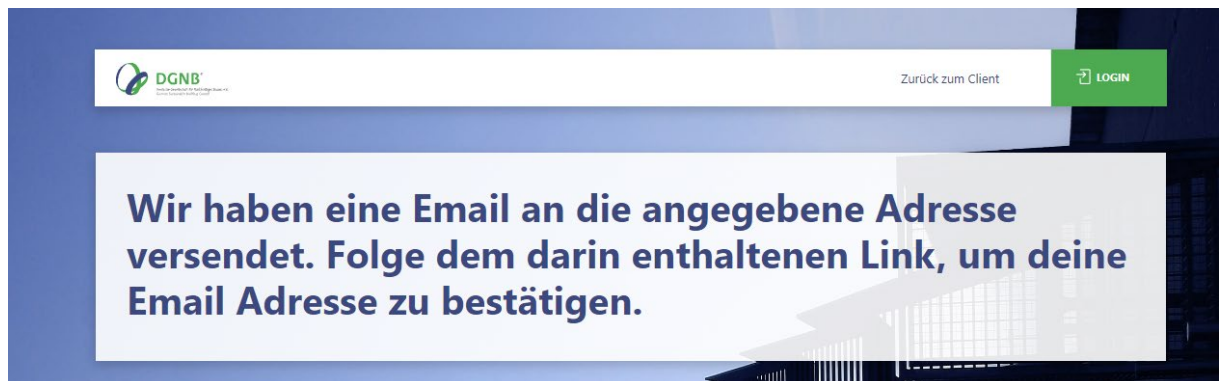 DGNB
Zurück zum Client
LOGIN
Wir haben eine Email an die angegebene Adresse
versendet. Folge dem darin enthaltenen Link, um deine
Email Adresse zu bestätigen.